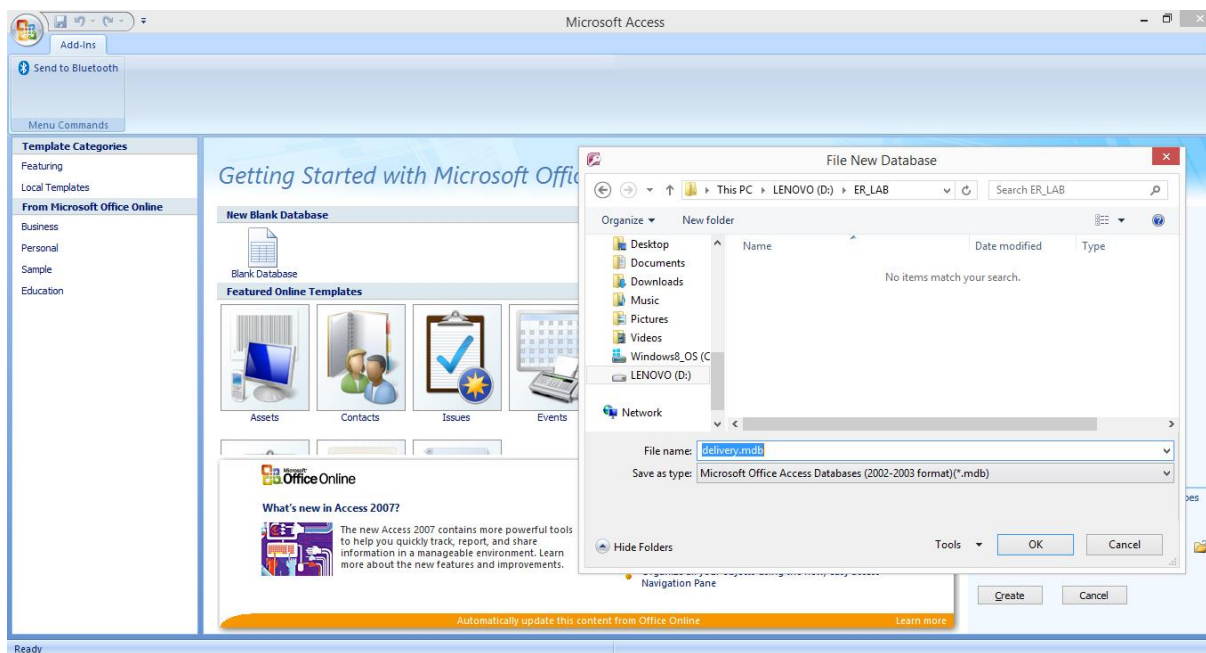 Microsoft Access
Add-Ins
Send to Bluetooth
Menu Commands
Template Categories
Featuring
Local Templates
From Microsoft Office Online
Business
Personal
Sample
Education
Getting Started with Microsoft Offic
New Blank Database
Blank Database
Featured Online Templates
Assets
Contacts
Issues
Events
Microsoft
Office Online
What's new in Access 2007?
The new Access 2007 contains more powerful tools
to help you quickly track, report, and share
information in a manageable environment. Learn
more about the new features and improvements.
Navigation Pane
Automatically update this content from Office Online
Learn more
File New Database
This PC
LENOVO (D:)
ER_LAB
Search ER_LAB
Organize
New folder
Desktop
Documents
Downloads
Music
Pictures
Videos
Windows8_OS (C
LENOVO (D:)
Network
Name
Date modified
Type
No items match your search.
File name: delivery.mdb
Save as type: Microsoft Office Access Databases (2002-2003 format)(*.mdb)
Hide Folders
Tools
OK
Cancel
Create
Cancel
Ready